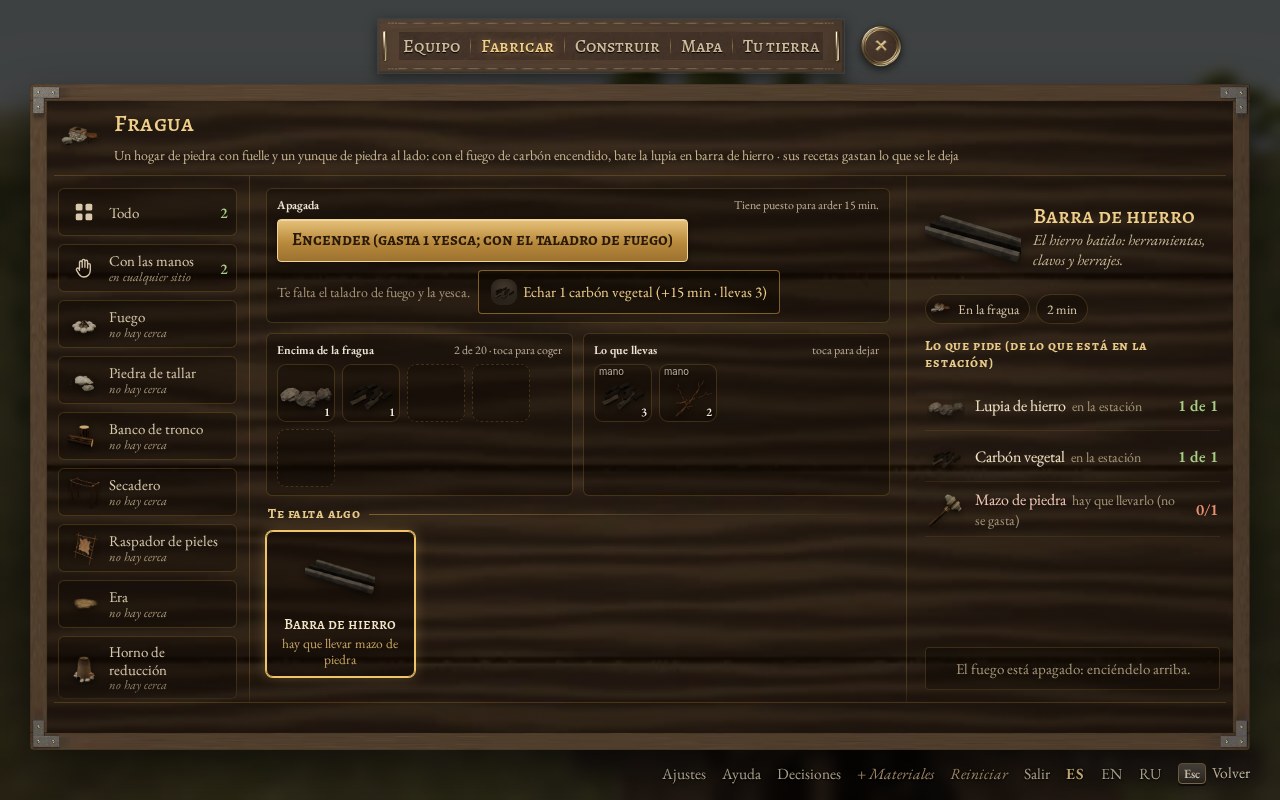 Equipo
Fabricar
Construir
Mapa
Tu tierra
×
Fragua
Un hogar de piedra con fuelle y un yunque de piedra al lado: con el fuego de carbón encendido, bate la lupia en barra de hierro · sus recetas gastan lo que se le deja
Todo 2
Con las manos 2
en cualquier sitio
Fuego
no hay cerca
Piedra de tallar
no hay cerca
Banco de tronco
no hay cerca
Secadero
no hay cerca
Raspador de pieles
no hay cerca
Era
no hay cerca
Horno de
reducción
no hay cerca
Apagada
Tiene puesto para arder 15 min.
Encender (gasta 1 yesca; con el taladro de fuego)
Te falta el taladro de fuego y la yesca.
Echar 1 carbón vegetal (+15 min · llevas 3)
Encima de la fragua
2 de 20 · toca para coger
1
1
Lo que llevas
toca para dejar
mano
3
mano
2
Te falta algo
Barra de hierro
hay que llevar mazo de
piedra
Barra de hierro
El hierro batido: herramientas,
clavos y herrajes.
En la fragua
2 min
Lo que pide (de lo que está en la
estación)
Lupia de hierro en la estación 1 de 1
Carbón vegetal en la estación 1 de 1
Mazo de piedra hay que llevarlo (no
se gasta)
0/1
El fuego está apagado: enciéndelo arriba.
Ajustes
Ayuda
Decisiones
+ Materiales
Reiniciar
Salir
ES
EN
RU
Esc Volver